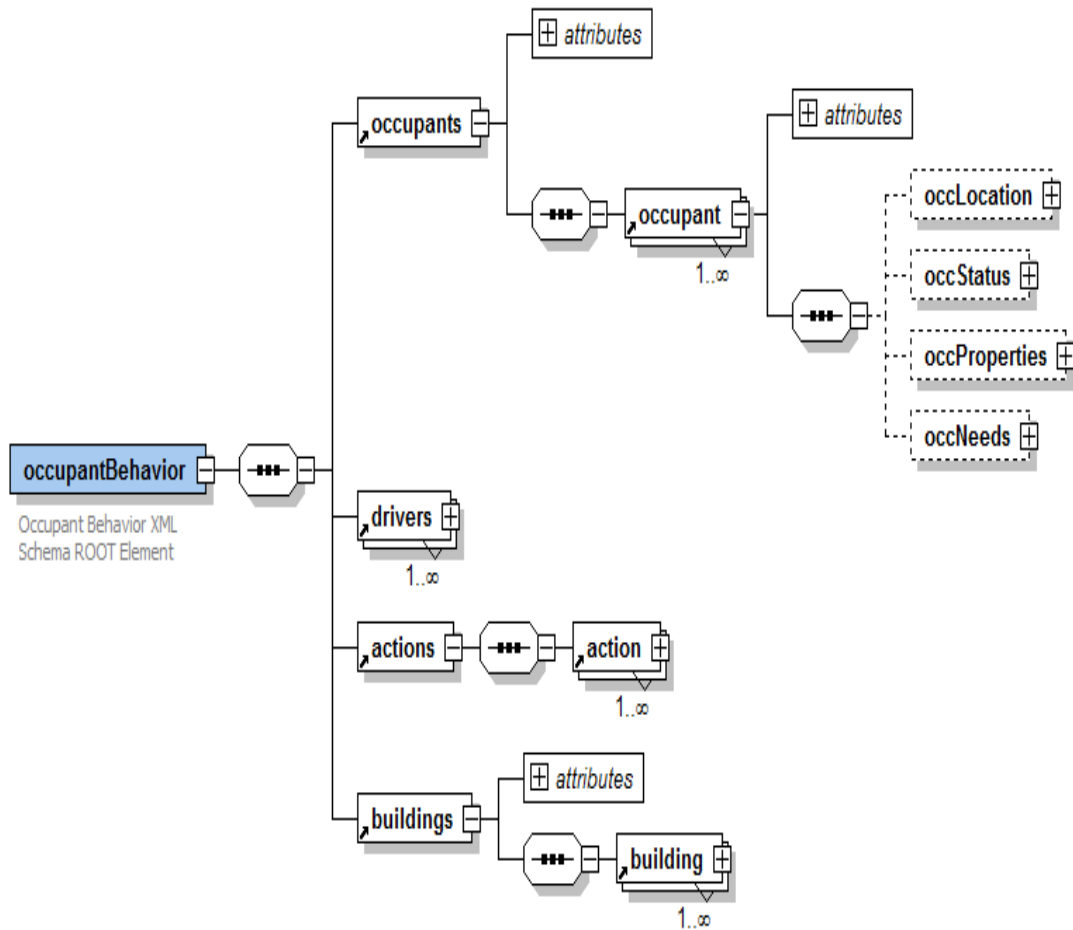 attributes
occupants
attributes
occLocation
occupant
1..∞
occStatus
occProperties
occNeeds
occupantBehavior
Occupant Behavior XML
Schema ROOT Element
drivers
1..∞
actions
action
1..∞
attributes
buildings
building
1..∞